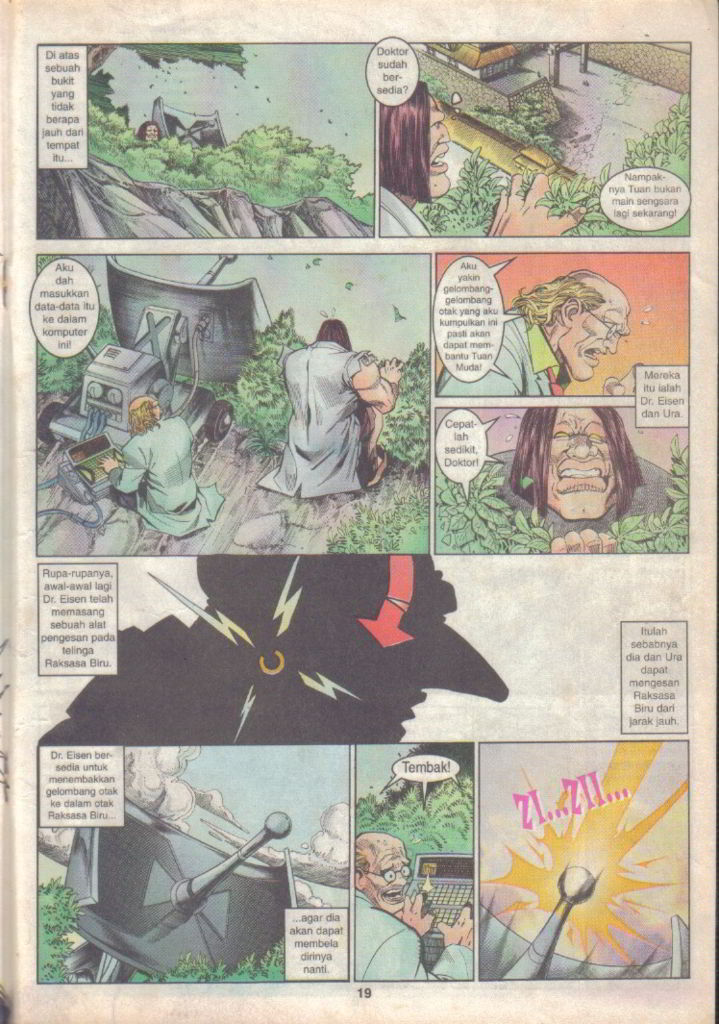 Di atas
sebuah
bukit
yang
tidak
berapa
jauh dari
tempat
itu...
Doktor
sudah
ber-
sedia?
Nampak-
nya Tuan bukan
main sengsara
lagi sekarang!
Aku
dah
masukkan
data-data itu
ke dalam
komputer
ini!
Aku
yakin
gelombang-
gelombang
otak yang aku
kumpulkan ini
pasti akan
dapat mem-
bantu Tuan
Muda!
Mereka
itu ialah
Dr. Eisen
dan Ura.
Cepat-
lah
sedikit,
Doktor!
Rupa-rupanya,
awal-awal lagi
Dr. Eisen telah
memasang
sebuah alat
pengesan pada
telinga
Raksasa Biru.
Itulah
sebabnya
dia dan Ura
dapat
mengesan
Raksasa
Biru dari
jarak jauh.
Dr. Eisen ber-
sedia untuk
menembakkan
gelombang otak
ke dalam otak
Raksasa Biru...
...agar dia
akan dapat
membela
dirinya
nanti.
Tembak!
ZI...ZII...
19